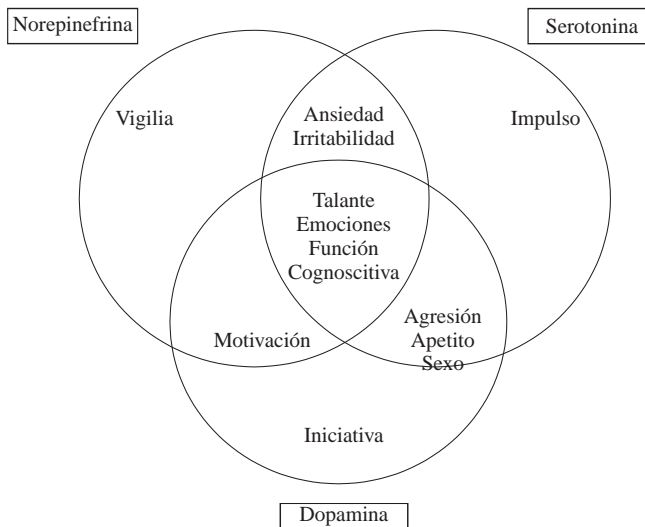 Norepinefrina
Serotonina
Vigilia
Ansiedad
Irritabilidad
Impulso
Talante
Emociones
Función
Cognoscitiva
Motivación
Agresión
Apetito
Sexo
Iniciativa
Dopamina